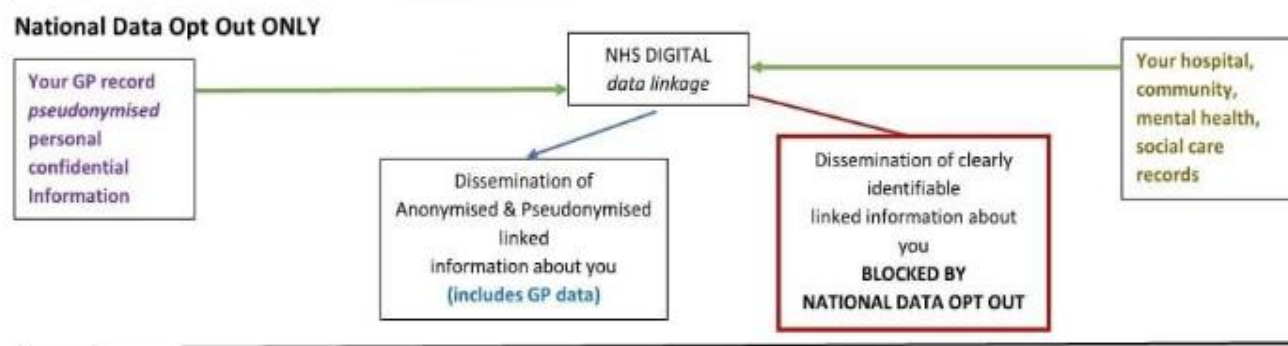 National Data Opt Out ONLY
Your GP record
pseudonymised
personal
confidential
Information
NHS DIGITAL
data linkage
Your hospital,
community,
mental health,
social care
records
Dissemination of
Anonymised & Pseudonymised
linked
information about you
(includes GP data)
Dissemination of clearly
identifiable
linked information about
you
BLOCKED BY
NATIONAL DATA OPT OUT